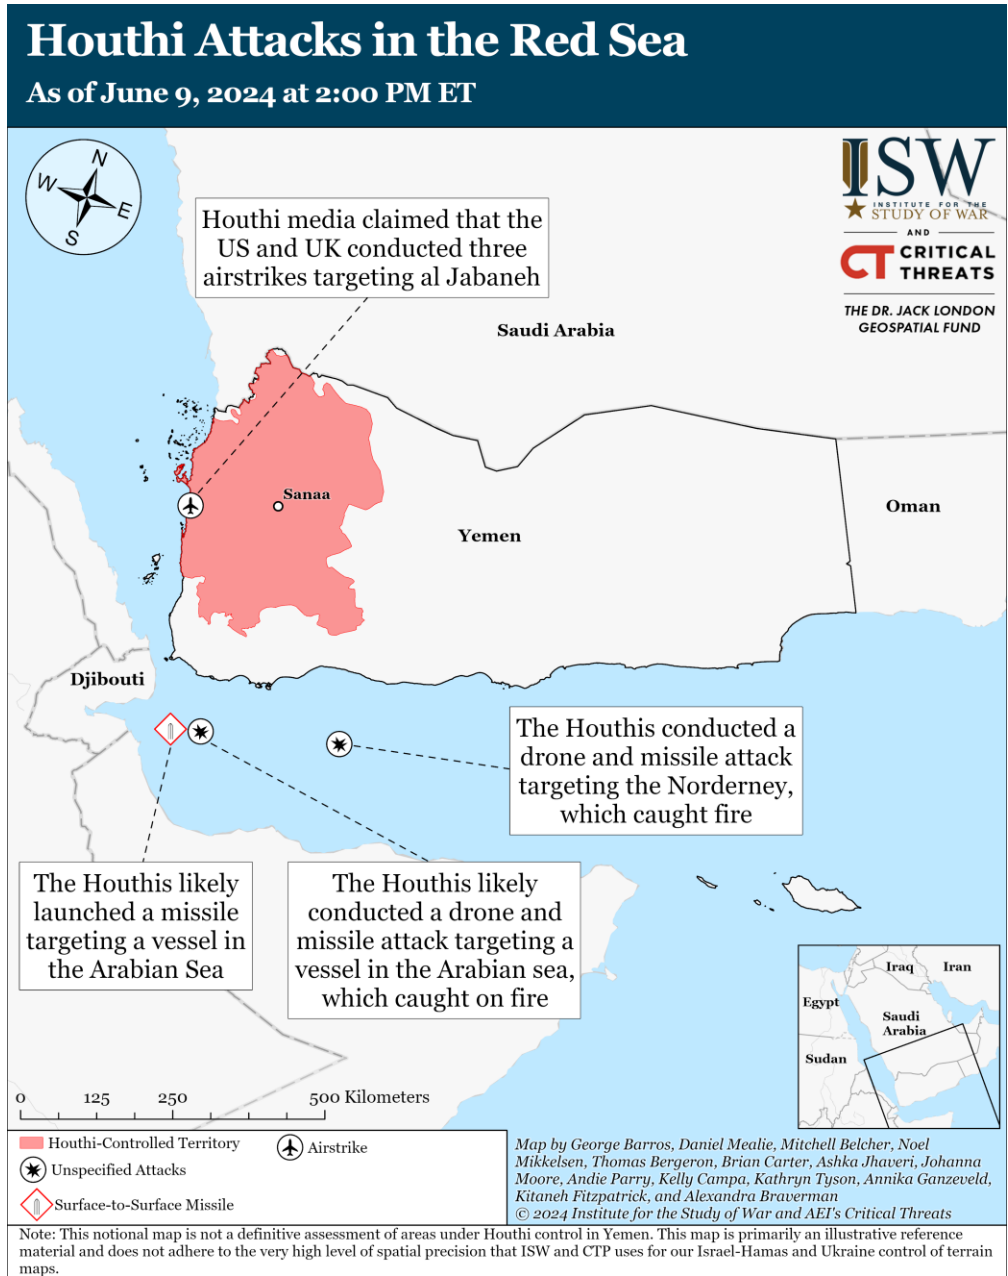 Houthi Attacks in the Red Sea
As of June 9, 2024 at 2:00 PM ET
N
W
E
S
ISW
INSTITUTE FOR THE
STUDY OF WAR
AND
CT CRITICAL
THREATS
THE DR. JACK LONDON
GEOSPATIAL FUND
Houthi media claimed that the
US and UK conducted three
airstrikes targeting al Jabaneh
Saudi Arabia
Sanaa
Yemen
Oman
Djibouti
The Houthis conducted a
drone and missile attack
targeting the Norderney,
which caught fire
The Houthis likely
launched a missile
targeting a vessel in
the Arabian Sea
The Houthis likely
conducted a drone and
missile attack targeting a
vessel in the Arabian sea,
which caught on fire
Iraq
Iran
Egypt
Saudi
Arabia
Sudan
0 125 250 500 Kilometers
Houthi-Controlled Territory
Airstrike
Unspecified Attacks
Surface-to-Surface Missile
Map by George Barros, Daniel Mealie, Mitchell Belcher, Noel
Mikkelsen, Thomas Bergeron, Brian Carter, Ashka Jhaveri, Johanna
Moore, Andie Parry, Kelly Campa, Kathryn Tyson, Annika Ganzeveld,
Kitaneh Fitzpatrick, and Alexandra Braverman
© 2024 Institute for the Study of War and AEI's Critical Threats
Note: This notional map is not a definitive assessment of areas under Houthi control in Yemen. This map is primarily an illustrative reference
material and does not adhere to the very high level of spatial precision that ISW and CTP uses for our Israel-Hamas and Ukraine control of terrain
maps.